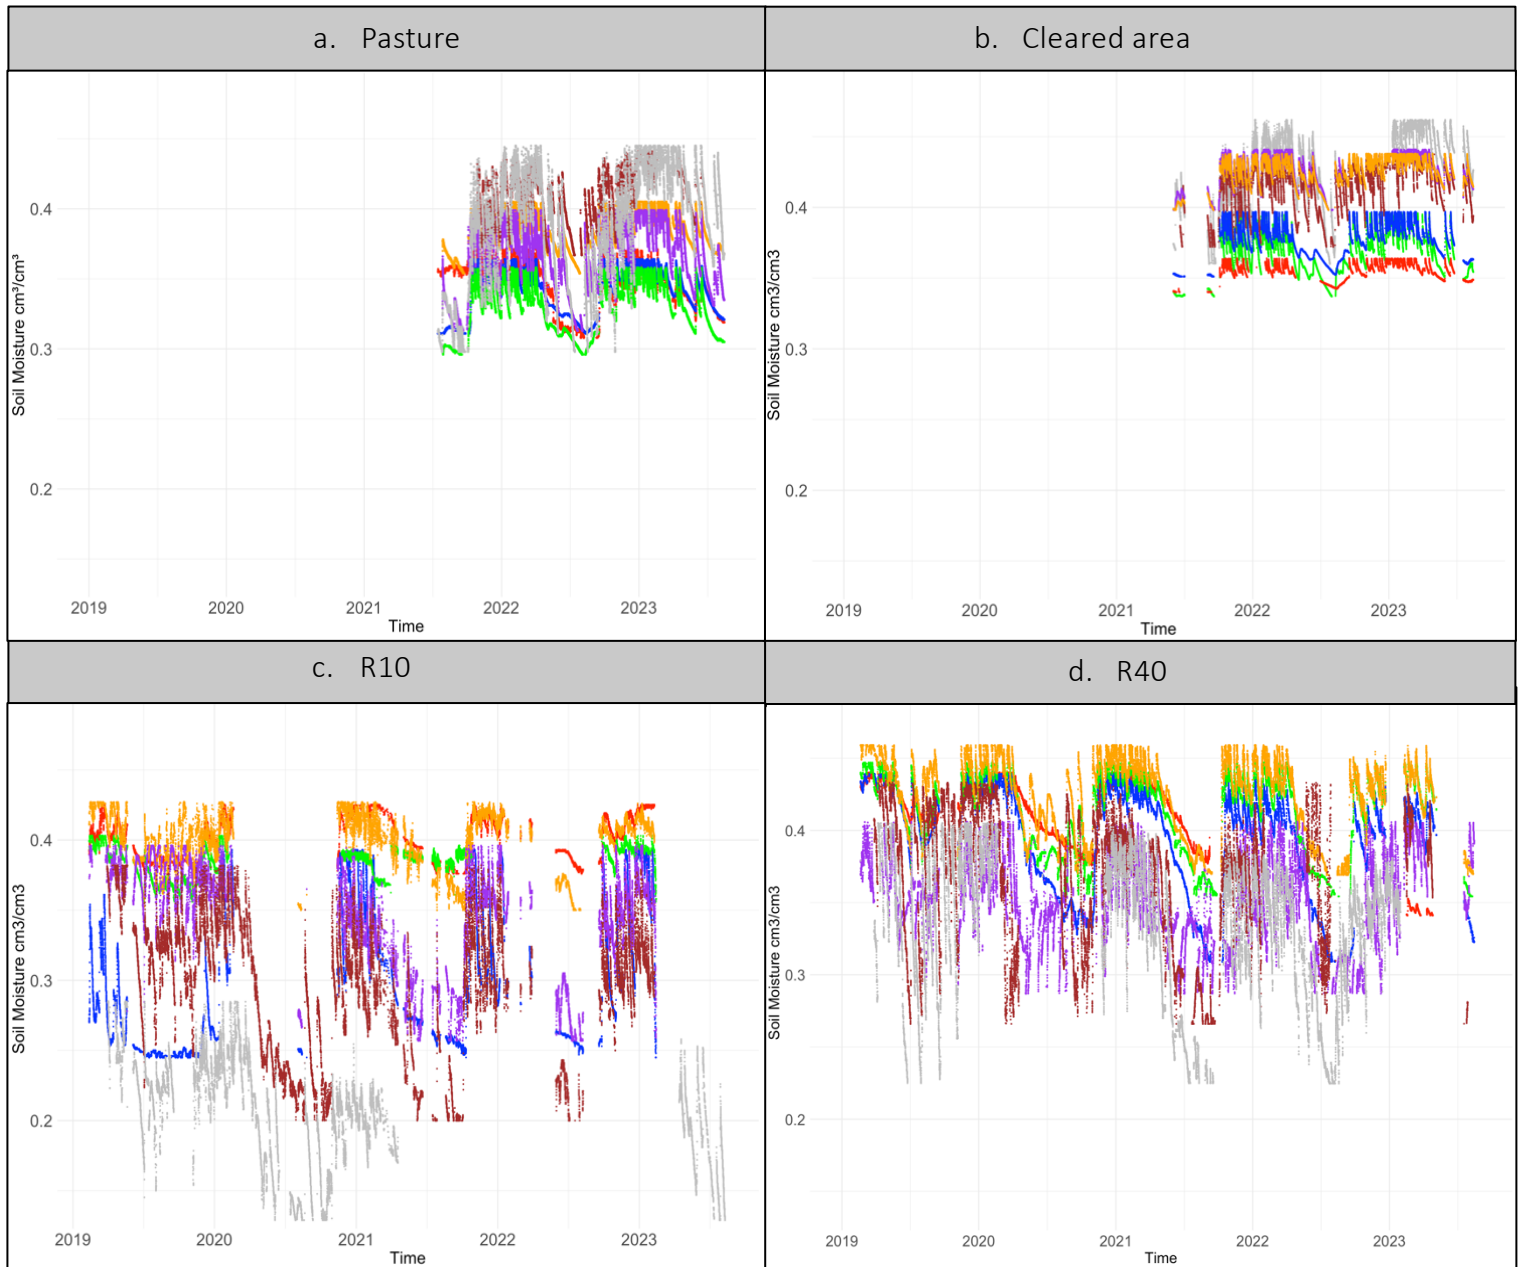 a. Pasture
b. Cleared area
Soil Moisture cm³/cm³
0.4
0.3
0.2
2019 2020 2021 2022 2023
Time
Soil Moisture cm3/cm3
0.4
0.3
0.2
2019 2020 2021 2022 2023
Time
c. R10
d. R40
Soil Moisture cm3/cm3
0.4
0.3
0.2
2019 2020 2021 2022 2023
Time
Soil Moisture cm3/cm3
0.4
0.3
0.2
2019 2020 2021 2022 2023
Time